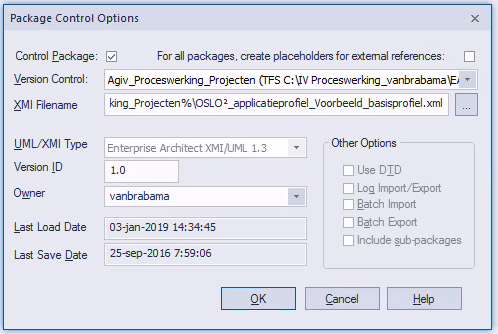 Package Control Options
Control Package: For all packages, create placeholders for external references:
Version Control: Agiv_Proceswerking_Projecten (TFS C:\IV Proceswerking_vanbrabama\EA
XMI Filename king_Projecten%\OSLO²_applicatieprofiel_Voorbeeld_basisprofiel.xml ...
UML/XMI Type Enterprise Architect XMI/UML 1.3
Version ID 1.0
Owner vanbrabama
Last Load Date 03-jan-2019 14:34:45
Last Save Date 25-sep-2016 7:59:06
Other Options
Use DTD
Log Import/Export
Batch Import
Batch Export
Include sub-packages
OK Cancel Help